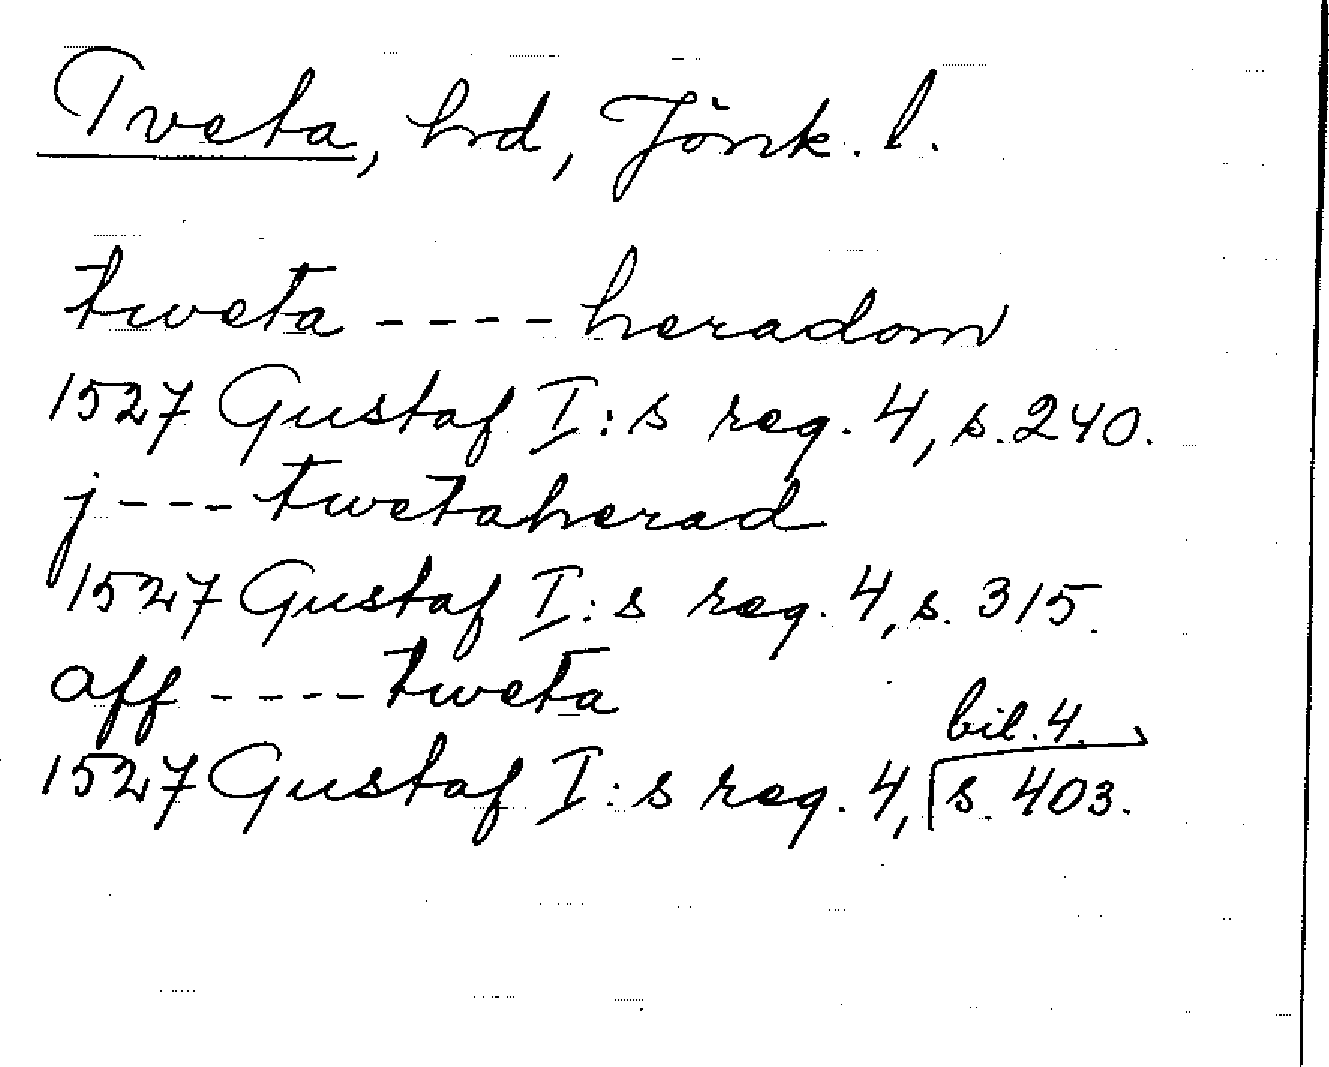 Tveta, hrd, Jönk. l.
tweta ---- heradom
1527 Gustaf I:s reg. 4, s. 240.
j --- twetaherad
1527 Gustaf I:s reg. 4, s. 315.
aff ---- tweta
bil. 4.
1527 Gustaf I:s reg. 4, s. 403.